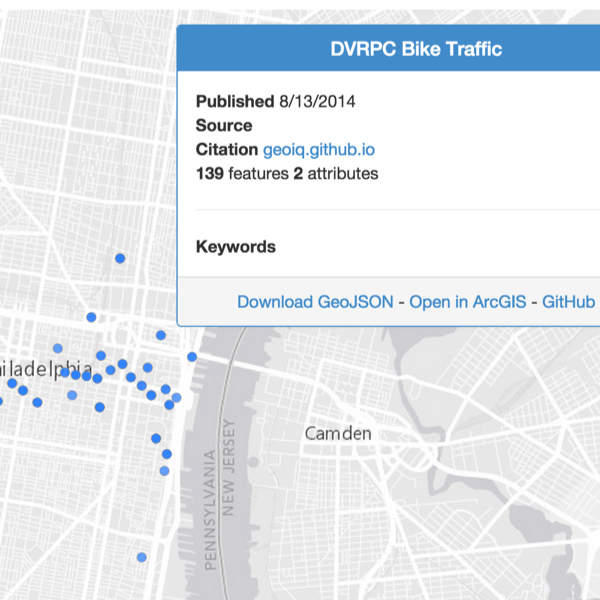 DVRPC Bike Traffic
Published 8/13/2014
Source
Citation geoiq.github.io
139 features 2 attributes
Keywords
Download GeoJSON - Open in ArcGIS - GitHub
iladelphia
Camden
PENNSYLVANIA
NEW JERSEY